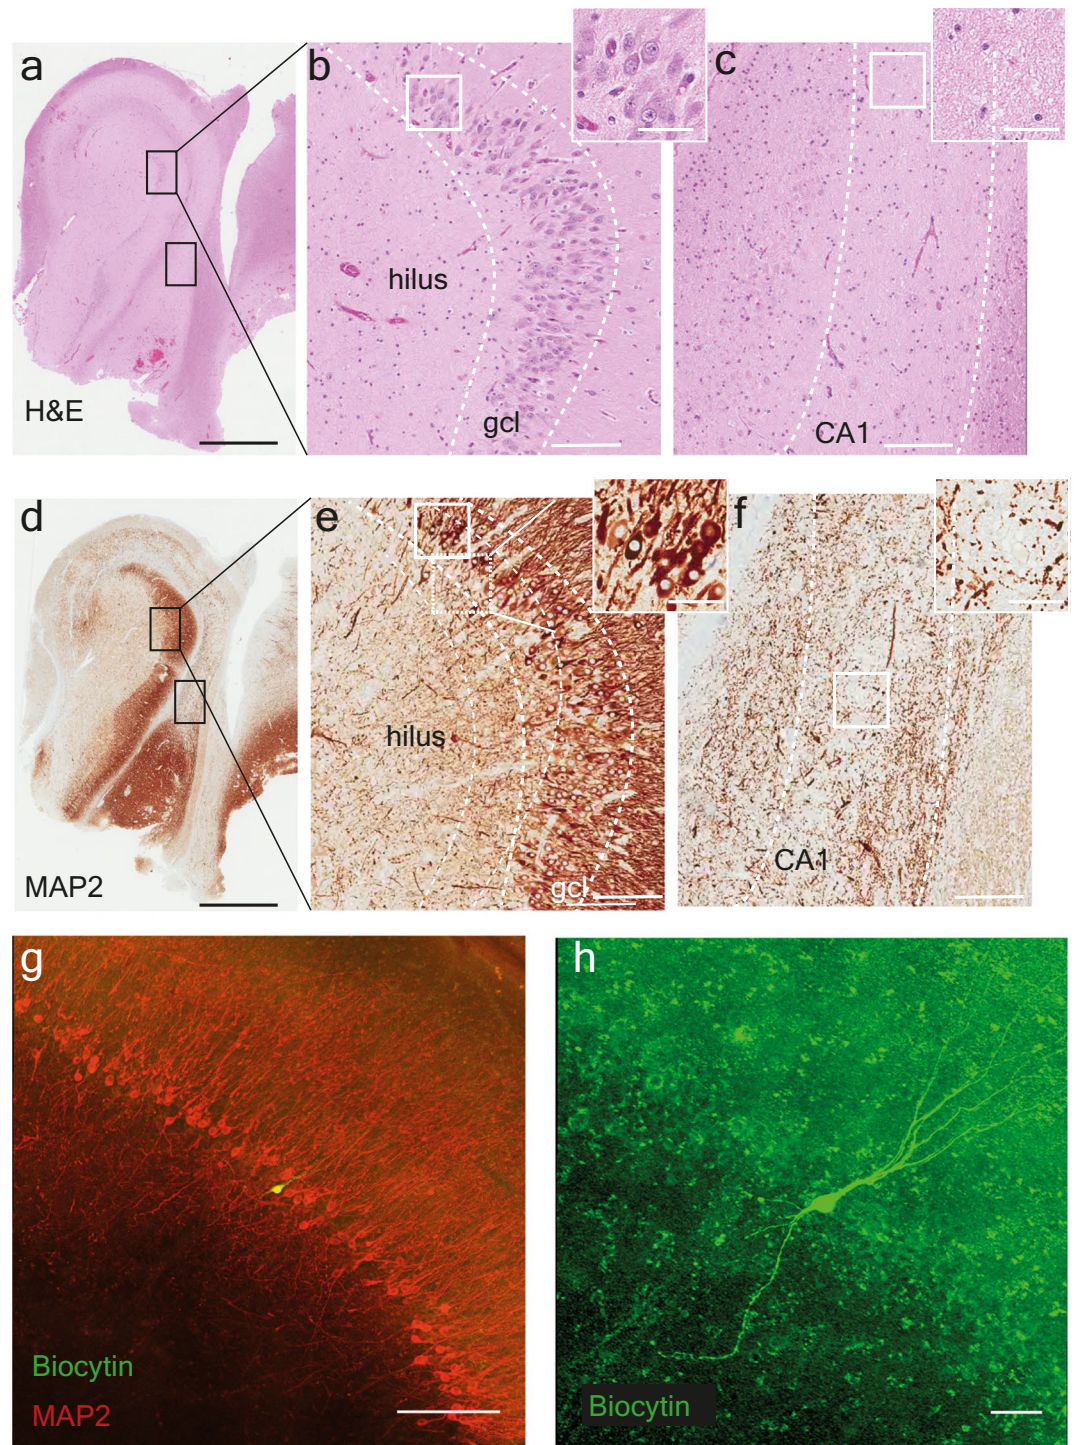 a
H&E
b
hilus
gcl
c
CA1
d
MAP2
e
hilus
gcl
f
CA1
g
Biocytin
MAP2
h
Biocytin